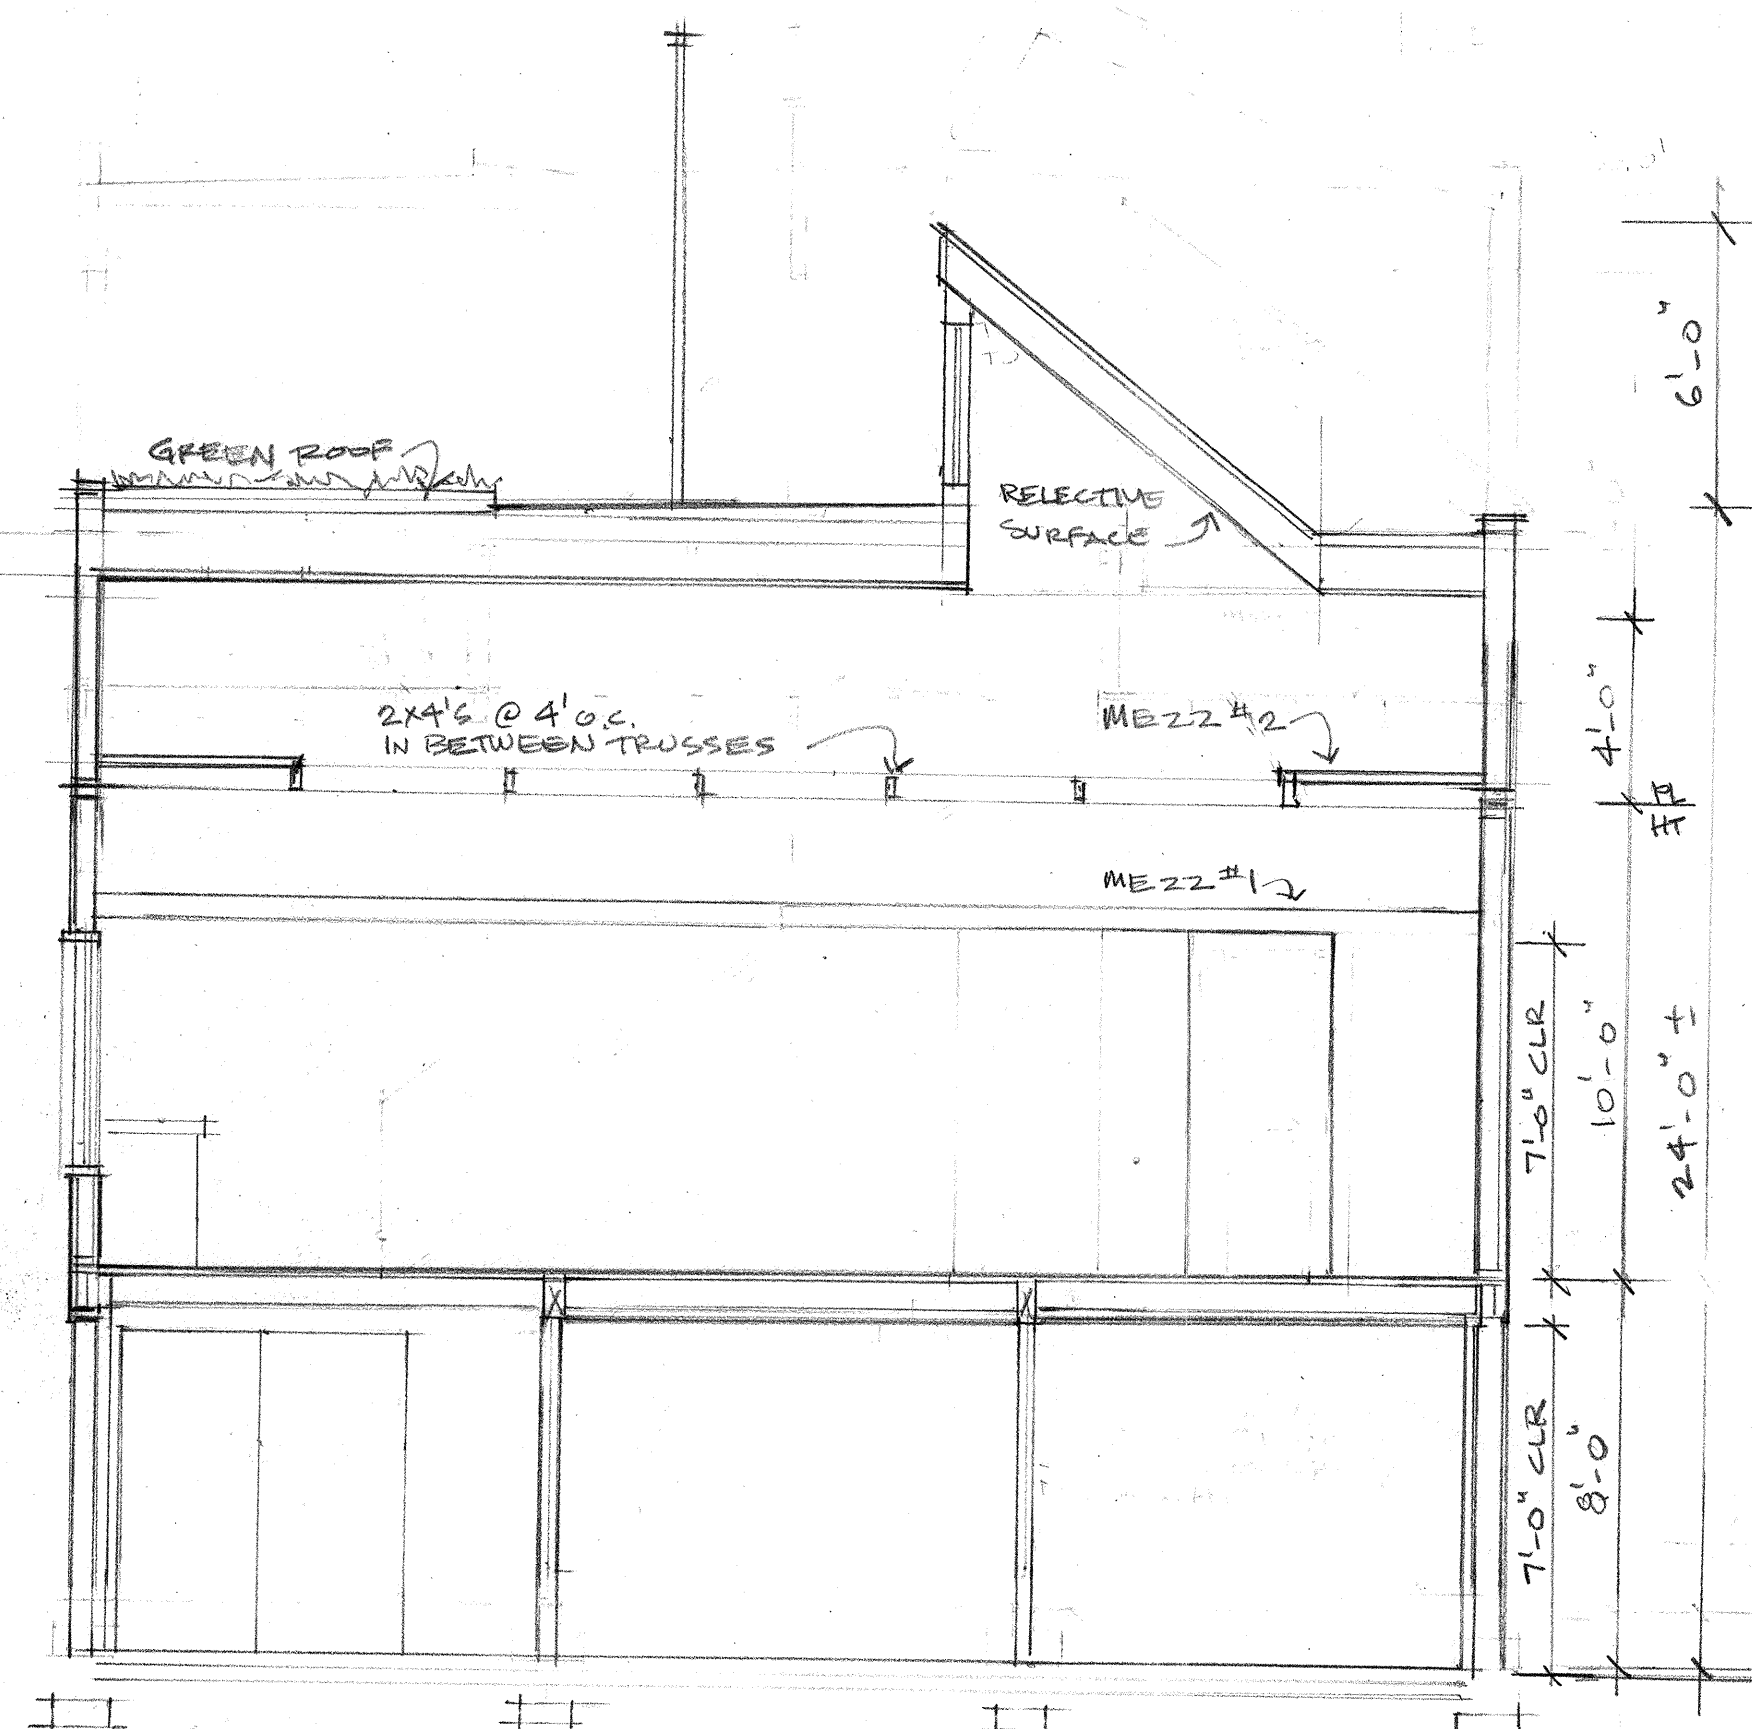 6'-0"
GREEN ROOF
RELECTIVE
SURFACE
4'-0"
2X4'S @ 4' O.C.
IN BETWEEN TRUSSES
MEZZ #2
MEZZ #1
7'-0" CLR
10'-0"
24'-0" ±
7'-0" CLR
8'-0"